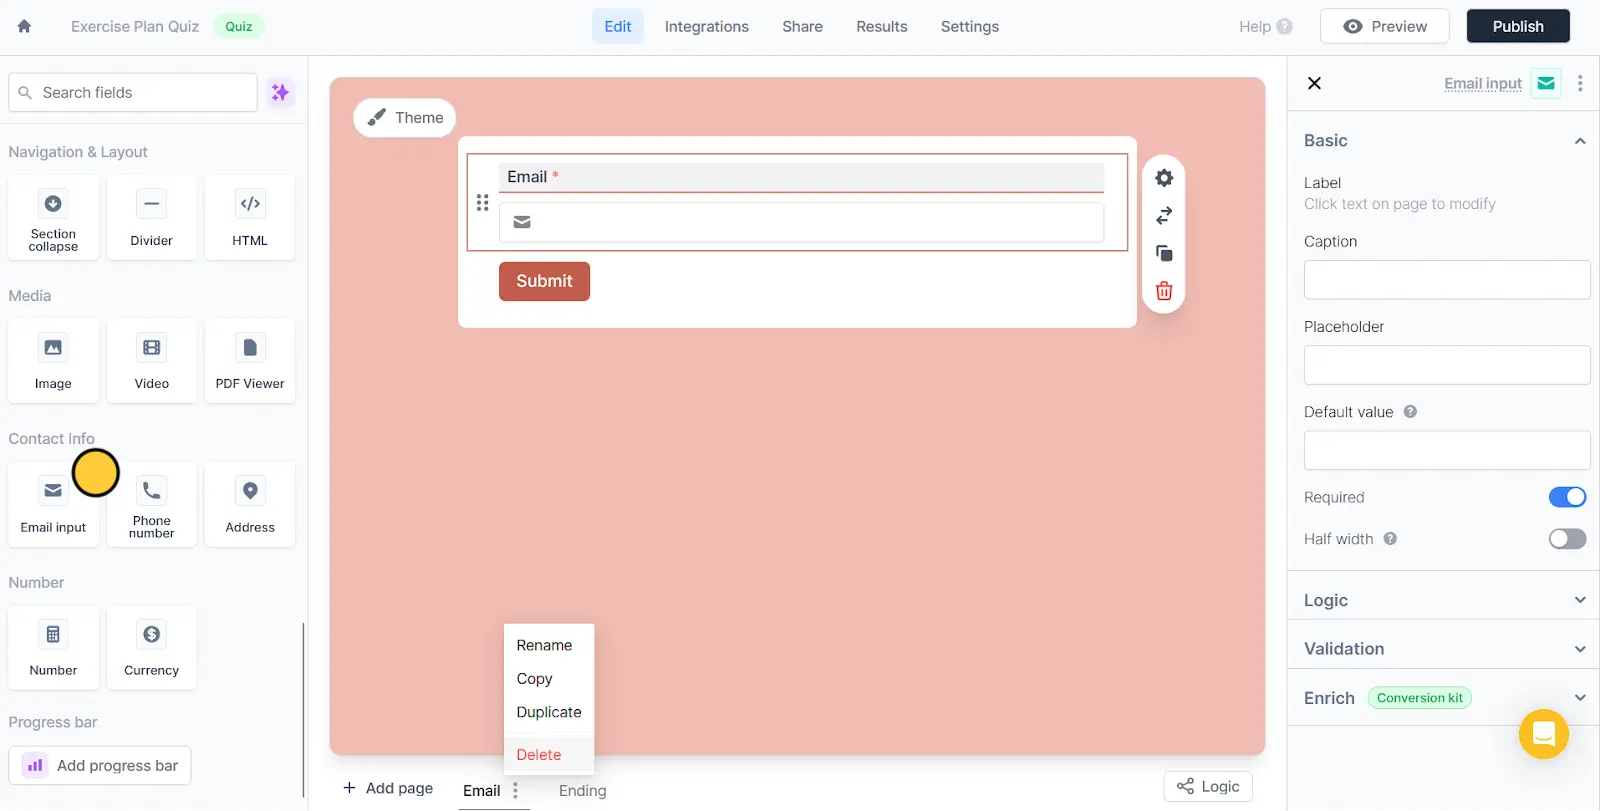 Exercise Plan Quiz
Quiz
Edit
Integrations
Share
Results
Settings
Help
?
Preview
Publish
Search fields
Navigation & Layout
Section
collapse
Divider
HTML
Media
Image
Video
PDF Viewer
Contact Info
Email input
Phone
number
Address
Number
Number
Currency
Progress bar
Add progress bar
Theme
Email *
Submit
Rename
Copy
Duplicate
Delete
+ Add page
Email
Ending
Logic
Email input
Basic
Label
Click text on page to modify
Caption
Placeholder
Default value ?
Required
Half width ?
Logic
Validation
Enrich
Conversion kit